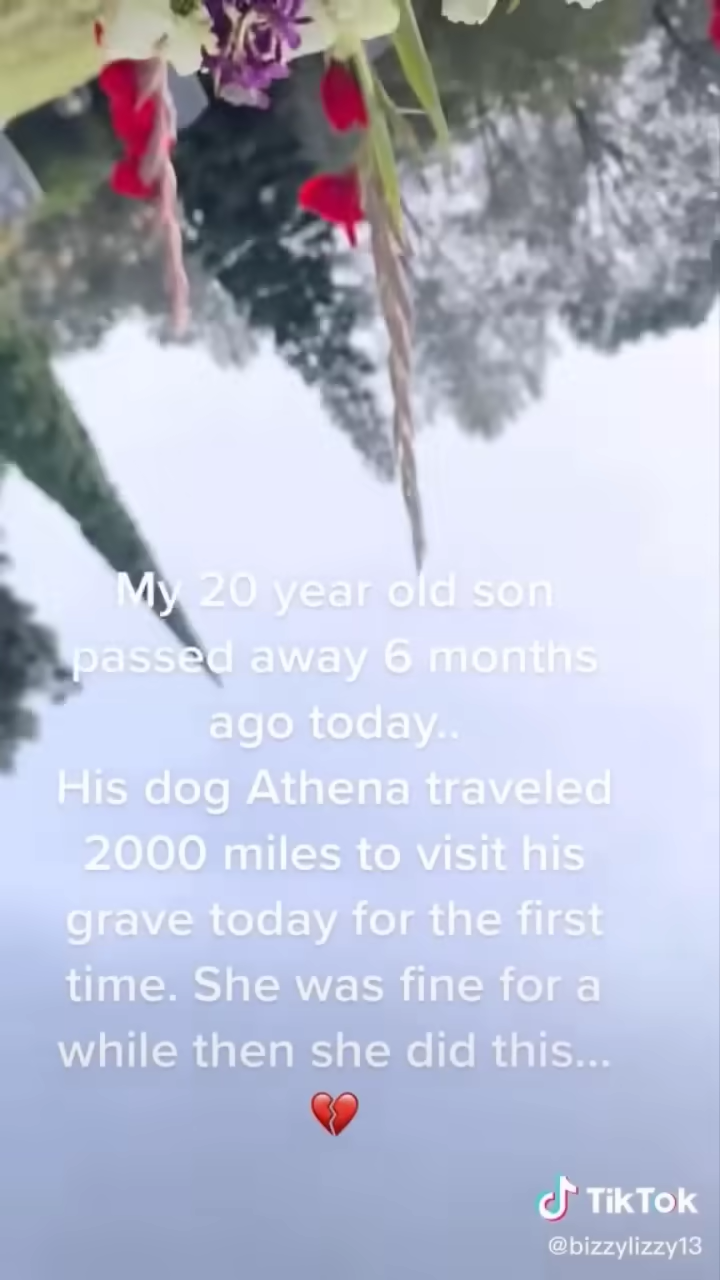 My 20 year old son
passed away 6 months
ago today..
His dog Athena traveled
2000 miles to visit his
grave today for the first
time. She was fine for a
while then she did this...
💔
TikTok
@bizzylizzy13